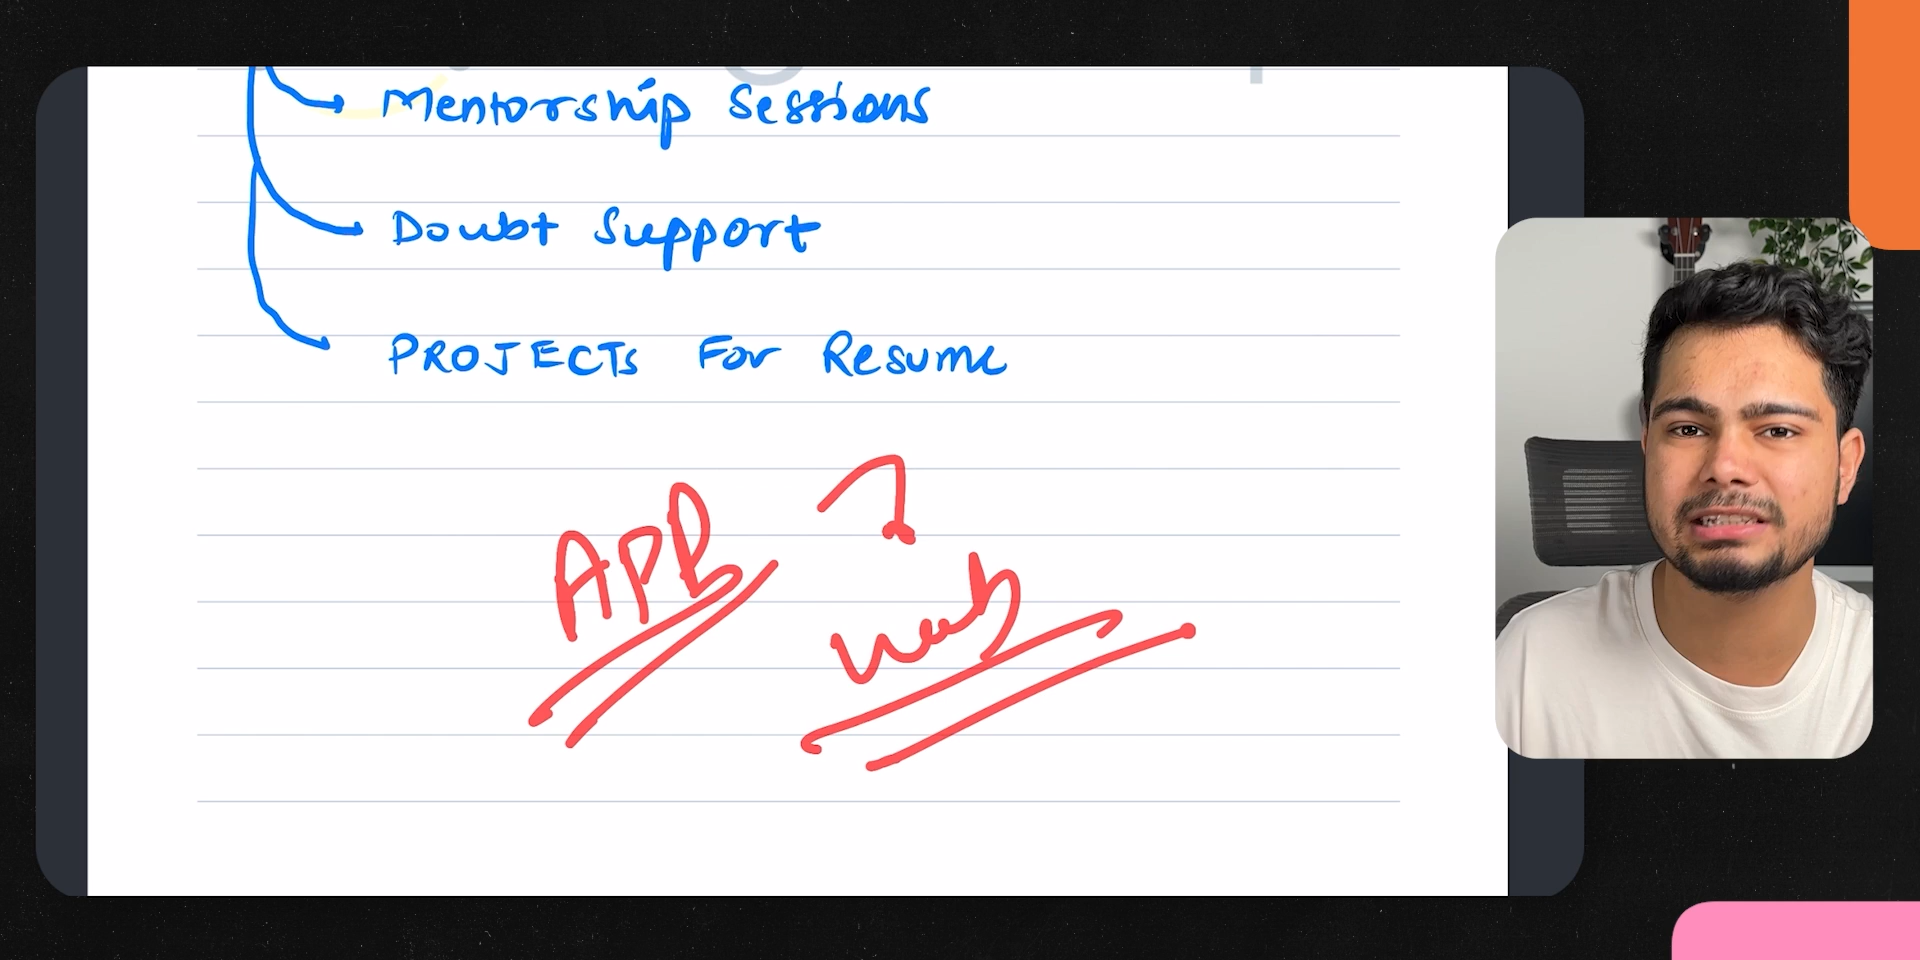 Mentorship Sessions
Doubt Support
PROJECTs For Resume
APP
Web